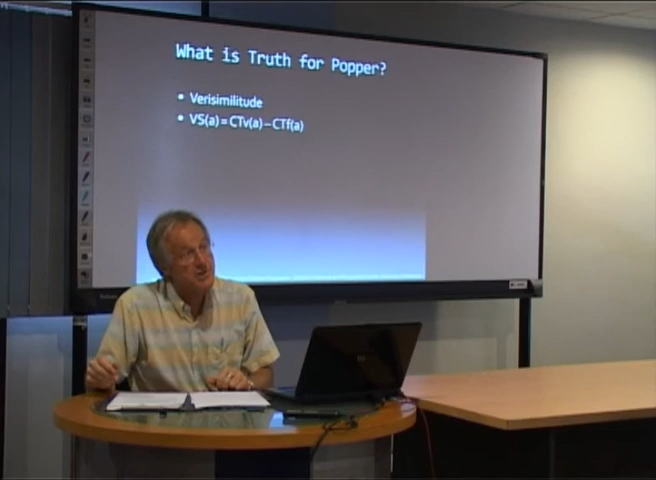 What is Truth for Popper?
• Verisimilitude
• VS(a) = CTv(a) – CTf(a)